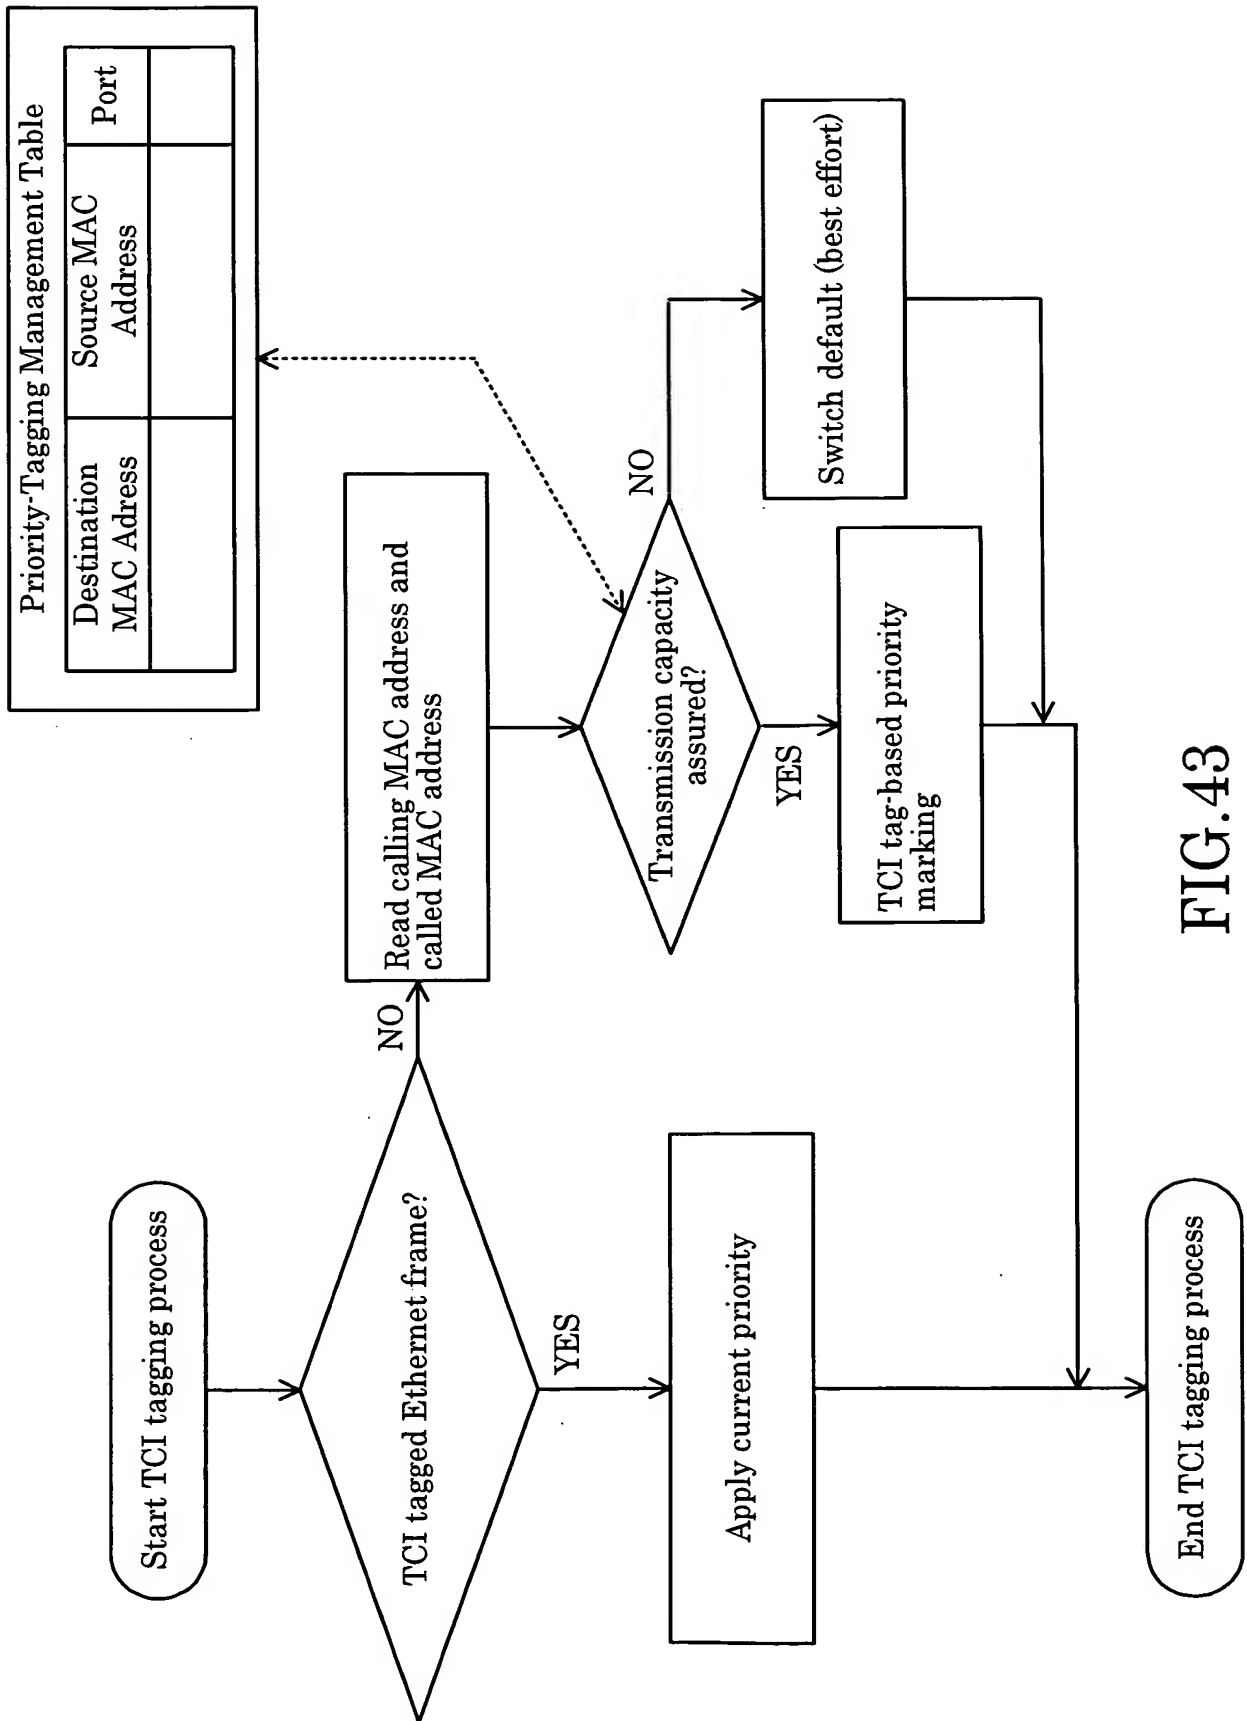 Priority-Tagging Management Table
Destination
MAC Adress
Source MAC
Address
Port
Start TCI tagging process
TCI tagged Ethernet frame?
NO
YES
Read calling MAC address and
called MAC address
Transmission capacity
assured?
NO
YES
Switch default (best effort)
TCI tag-based priority
marking
Apply current priority
End TCI tagging process
FIG.43